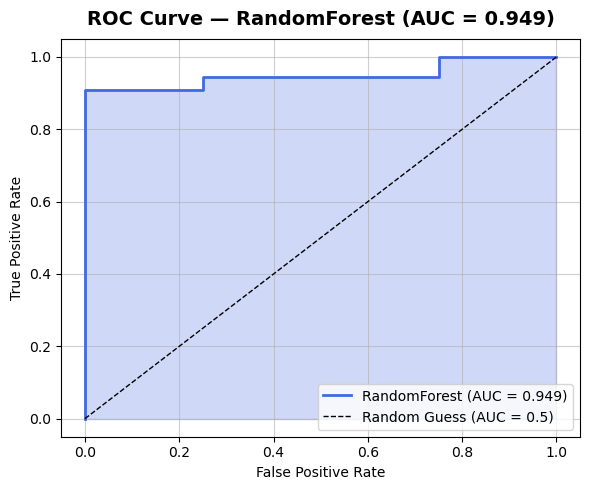 ROC Curve — RandomForest (AUC = 0.949)
1.0
0.8
0.6
0.4
0.2
0.0
True Positive Rate
RandomForest (AUC = 0.949)
Random Guess (AUC = 0.5)
0.0 0.2 0.4 0.6 0.8 1.0
False Positive Rate